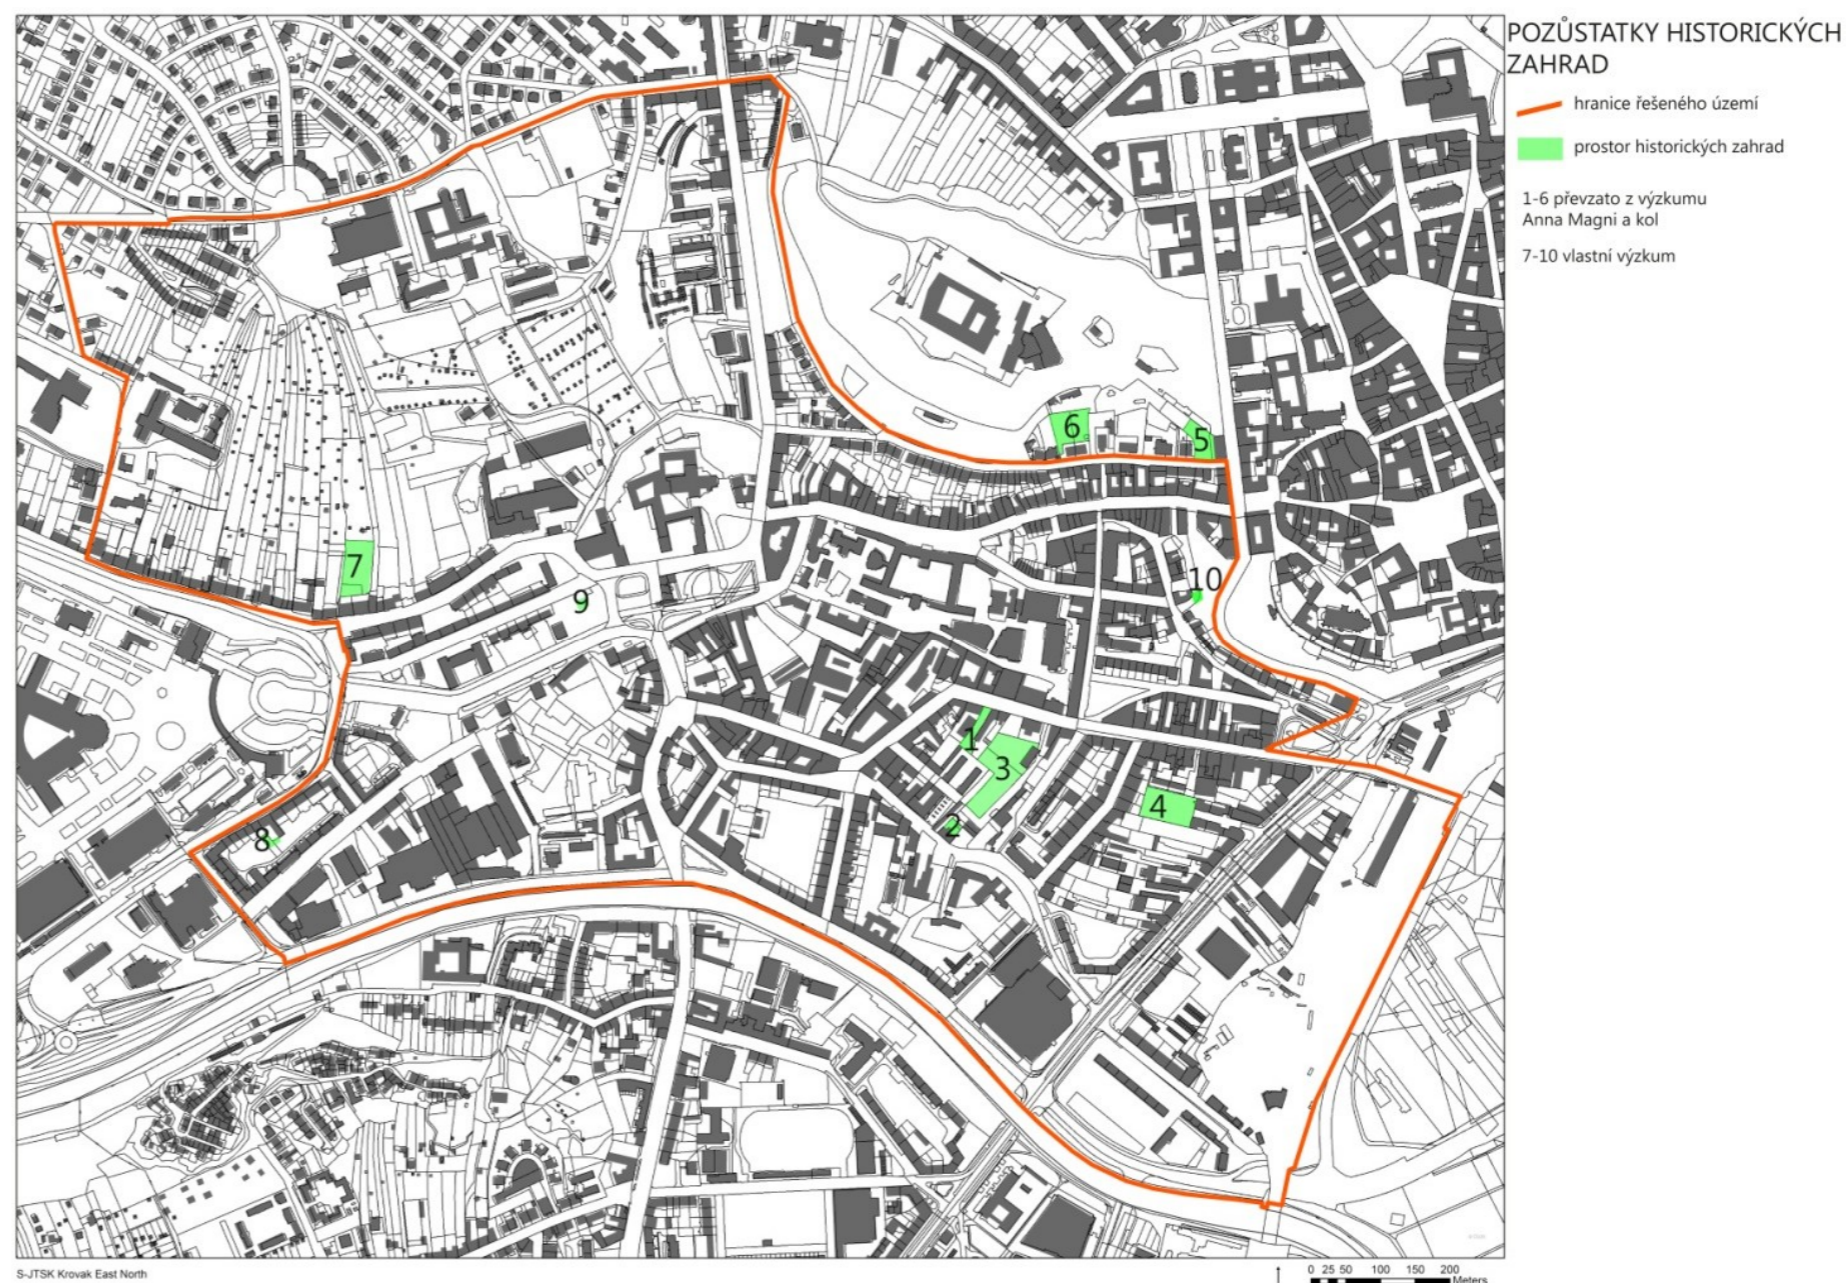 POZŮSTATKY HISTORICKÝCH
ZAHRAD
hranice řešeného území
prostor historických zahrad
1-6 převzato z výzkumu
Anna Magni a kol
7-10 vlastní výzkum
6
5
7
9
10
1
3
4
2
8
S-JTSK Krovak East North
0 25 50 100 150 200
Meters